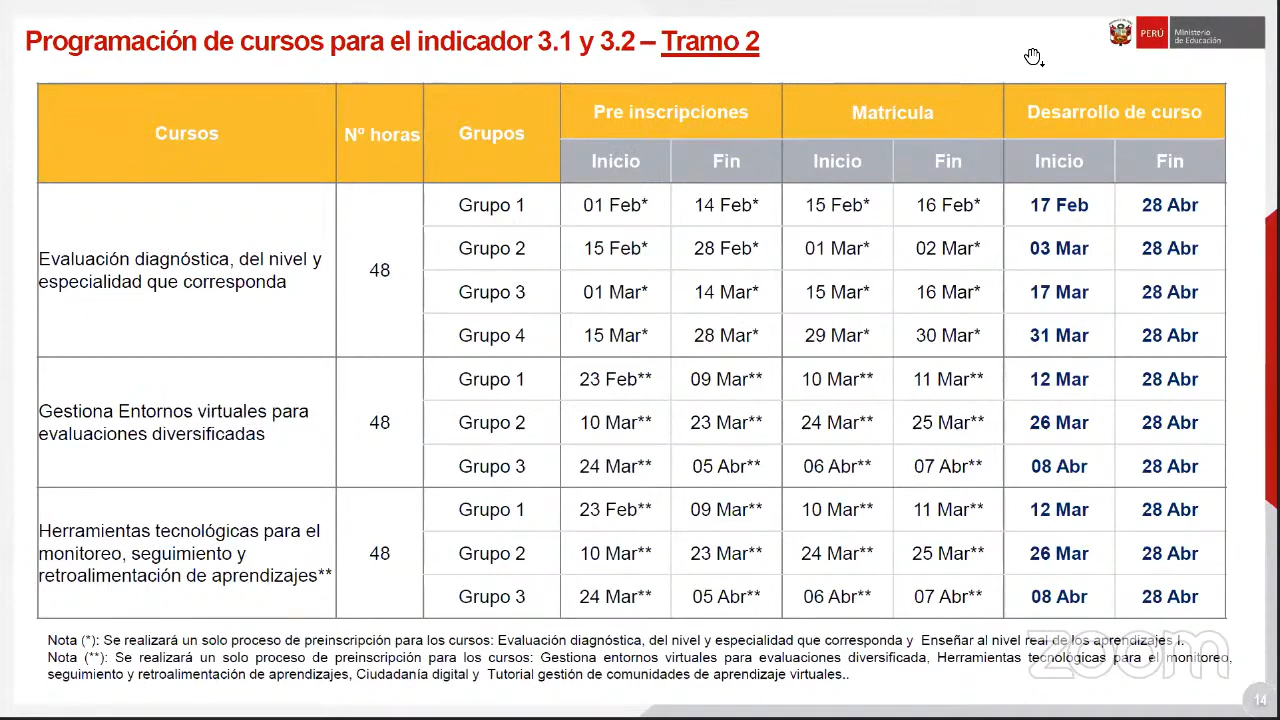 Programación de cursos para el indicador 3.1 y 3.2 – Tramo 2
PERÚ
Ministerio
de Educación
Cursos Nº horas Grupos Pre inscripciones Matricula Desarrollo de curso
Inicio Fin Inicio Fin Inicio Fin
Evaluación diagnóstica, del nivel y
especialidad que corresponda
48
Grupo 1 01 Feb* 14 Feb* 15 Feb* 16 Feb* 17 Feb 28 Abr
Grupo 2 15 Feb* 28 Feb* 01 Mar* 02 Mar* 03 Mar 28 Abr
Grupo 3 01 Mar* 14 Mar* 15 Mar* 16 Mar* 17 Mar 28 Abr
Grupo 4 15 Mar* 28 Mar* 29 Mar* 30 Mar* 31 Mar 28 Abr
Gestiona Entornos virtuales para
evaluaciones diversificadas
48
Grupo 1 23 Feb** 09 Mar** 10 Mar** 11 Mar** 12 Mar 28 Abr
Grupo 2 10 Mar** 23 Mar** 24 Mar** 25 Mar** 26 Mar 28 Abr
Grupo 3 24 Mar** 05 Abr** 06 Abr** 07 Abr** 08 Abr 28 Abr
Herramientas tecnológicas para el
monitoreo, seguimiento y
retroalimentación de aprendizajes**
48
Grupo 1 23 Feb** 09 Mar** 10 Mar** 11 Mar** 12 Mar 28 Abr
Grupo 2 10 Mar** 23 Mar** 24 Mar** 25 Mar** 26 Mar 28 Abr
Grupo 3 24 Mar** 05 Abr** 06 Abr** 07 Abr** 08 Abr 28 Abr
Nota (*): Se realizará un solo proceso de preinscripción para los cursos: Evaluación diagnóstica, del nivel y especialidad que corresponda y Enseñar al nivel real de los aprendizajes I.
Nota (**): Se realizará un solo proceso de preinscripción para los cursos: Gestiona entornos virtuales para evaluaciones diversificada, Herramientas tecnológicas para el monitoreo,
seguimiento y retroalimentación de aprendizajes, Ciudadanía digital y Tutorial gestión de comunidades de aprendizaje virtuales..
zoom
14